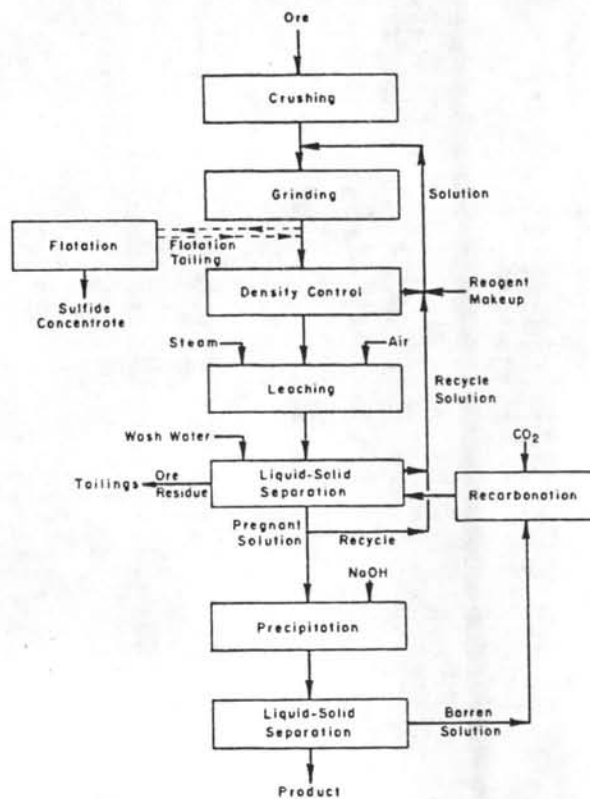 Ore
Crushing
Grinding
Solution
Flotation
Flotation
Tailing
Sulfide
Concentrate
Density Control
Reagent
Makeup
Steam
Air
Leaching
Recycle
Solution
Wash Water
CO2
Tailings
Ore
Residue
Liquid-Solid
Separation
Recarbonation
Pregnant
Solution
Recycle
NaOH
Precipitation
Liquid-Solid
Separation
Barren
Solution
Product